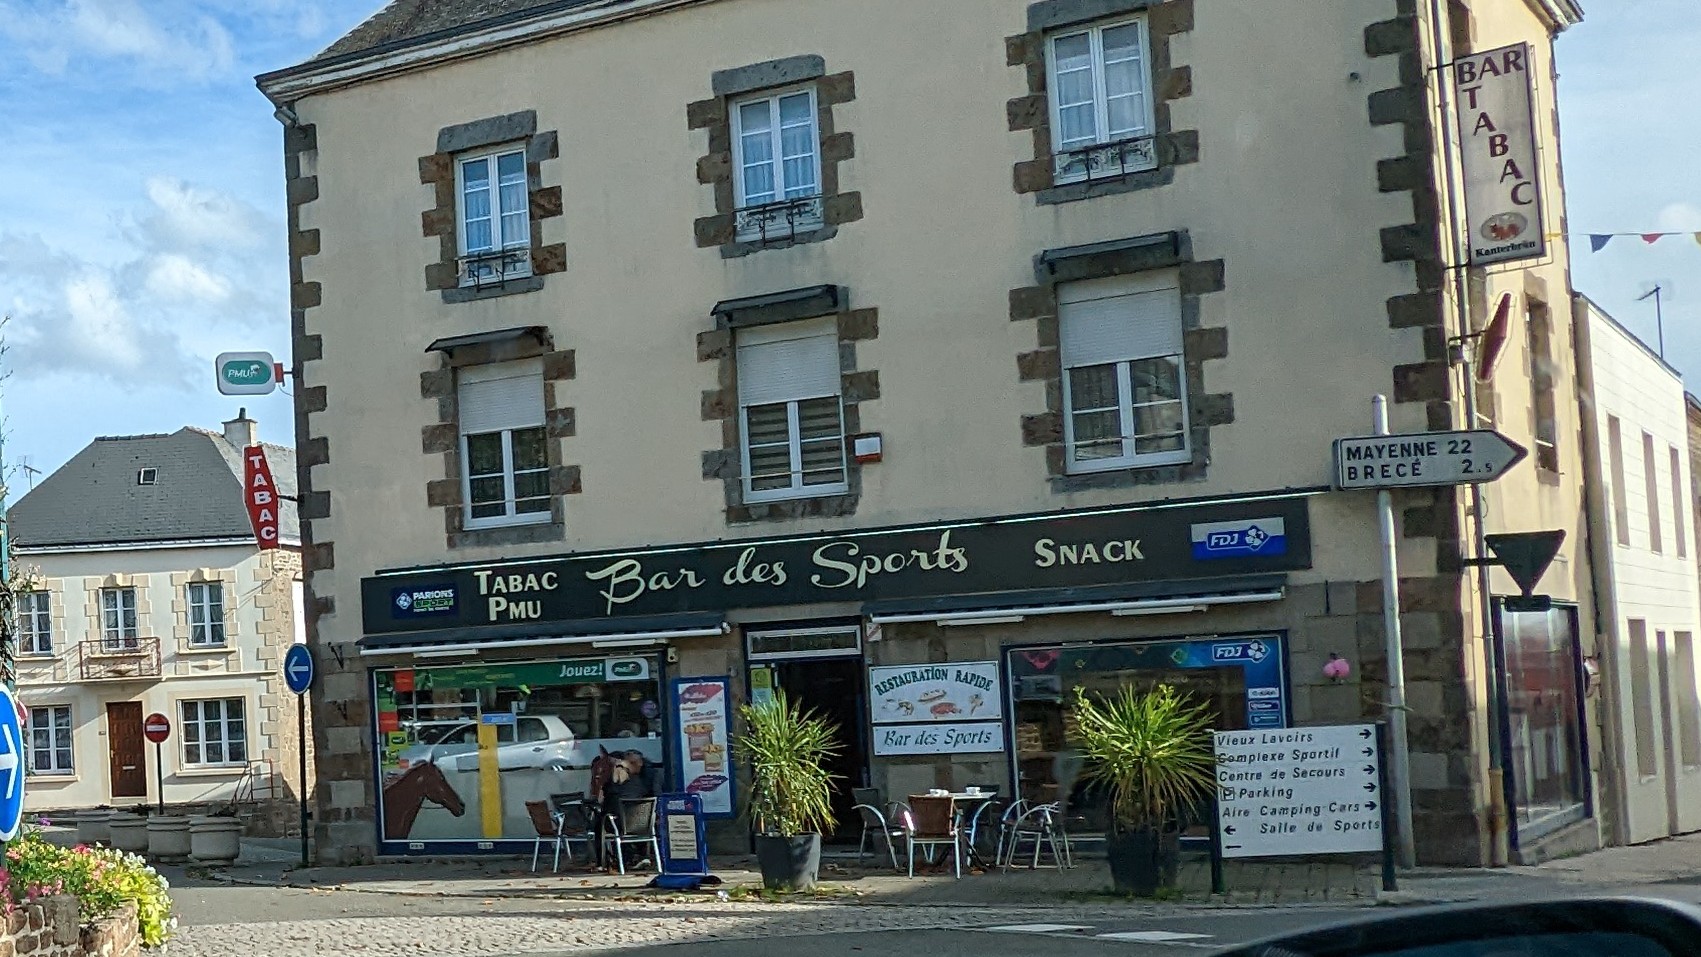 BAR
TABAC
Kanterbräu
PMU
TABAC
MAYENNE 22
BRECÉ 2.5
PARIONS
SPORT
TABAC
PMU
Bar des Sports
SNACK
FDJ
Jouez!
PMU
FDJ
RESTAURATION RAPIDE
Bar des Sports
Vieux Lavoirs
Complexe Sportif
Centre de Secours
P Parking
Aire Camping-Cars
Salle de Sports